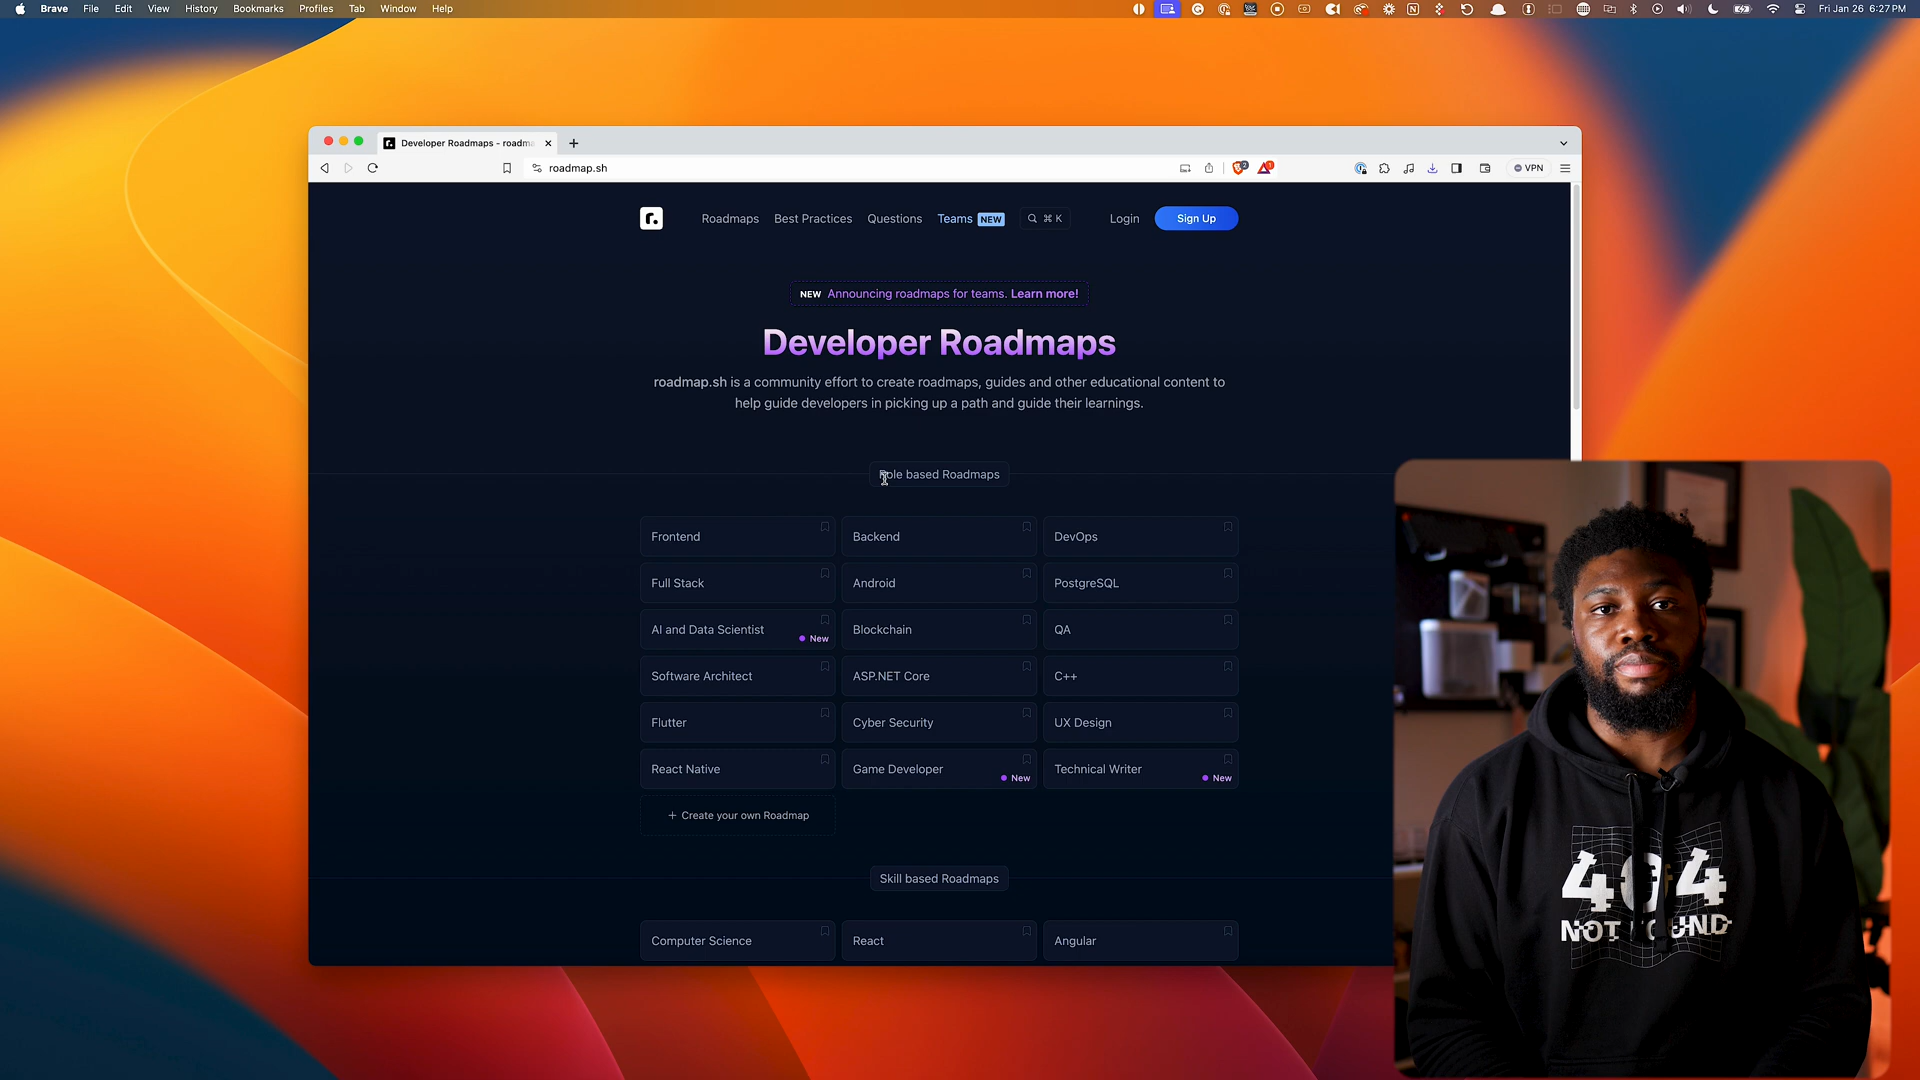 Brave File Edit View History Bookmarks Profiles Tab Window Help Fri Jan 26 6:27 PM
Developer Roadmaps - roadma
roadmap.sh VPN
Roadmaps Best Practices Questions Teams NEW ⌘ K Login Sign Up
NEW Announcing roadmaps for teams. Learn more!
Developer Roadmaps
roadmap.sh is a community effort to create roadmaps, guides and other educational content to
help guide developers in picking up a path and guide their learnings.
Role based Roadmaps
Frontend Backend DevOps
Full Stack Android PostgreSQL
AI and Data Scientist New Blockchain QA
Software Architect ASP.NET Core C++
Flutter Cyber Security UX Design
React Native Game Developer New Technical Writer New
+ Create your own Roadmap
Skill based Roadmaps
Computer Science React Angular
404
NOT FOUND